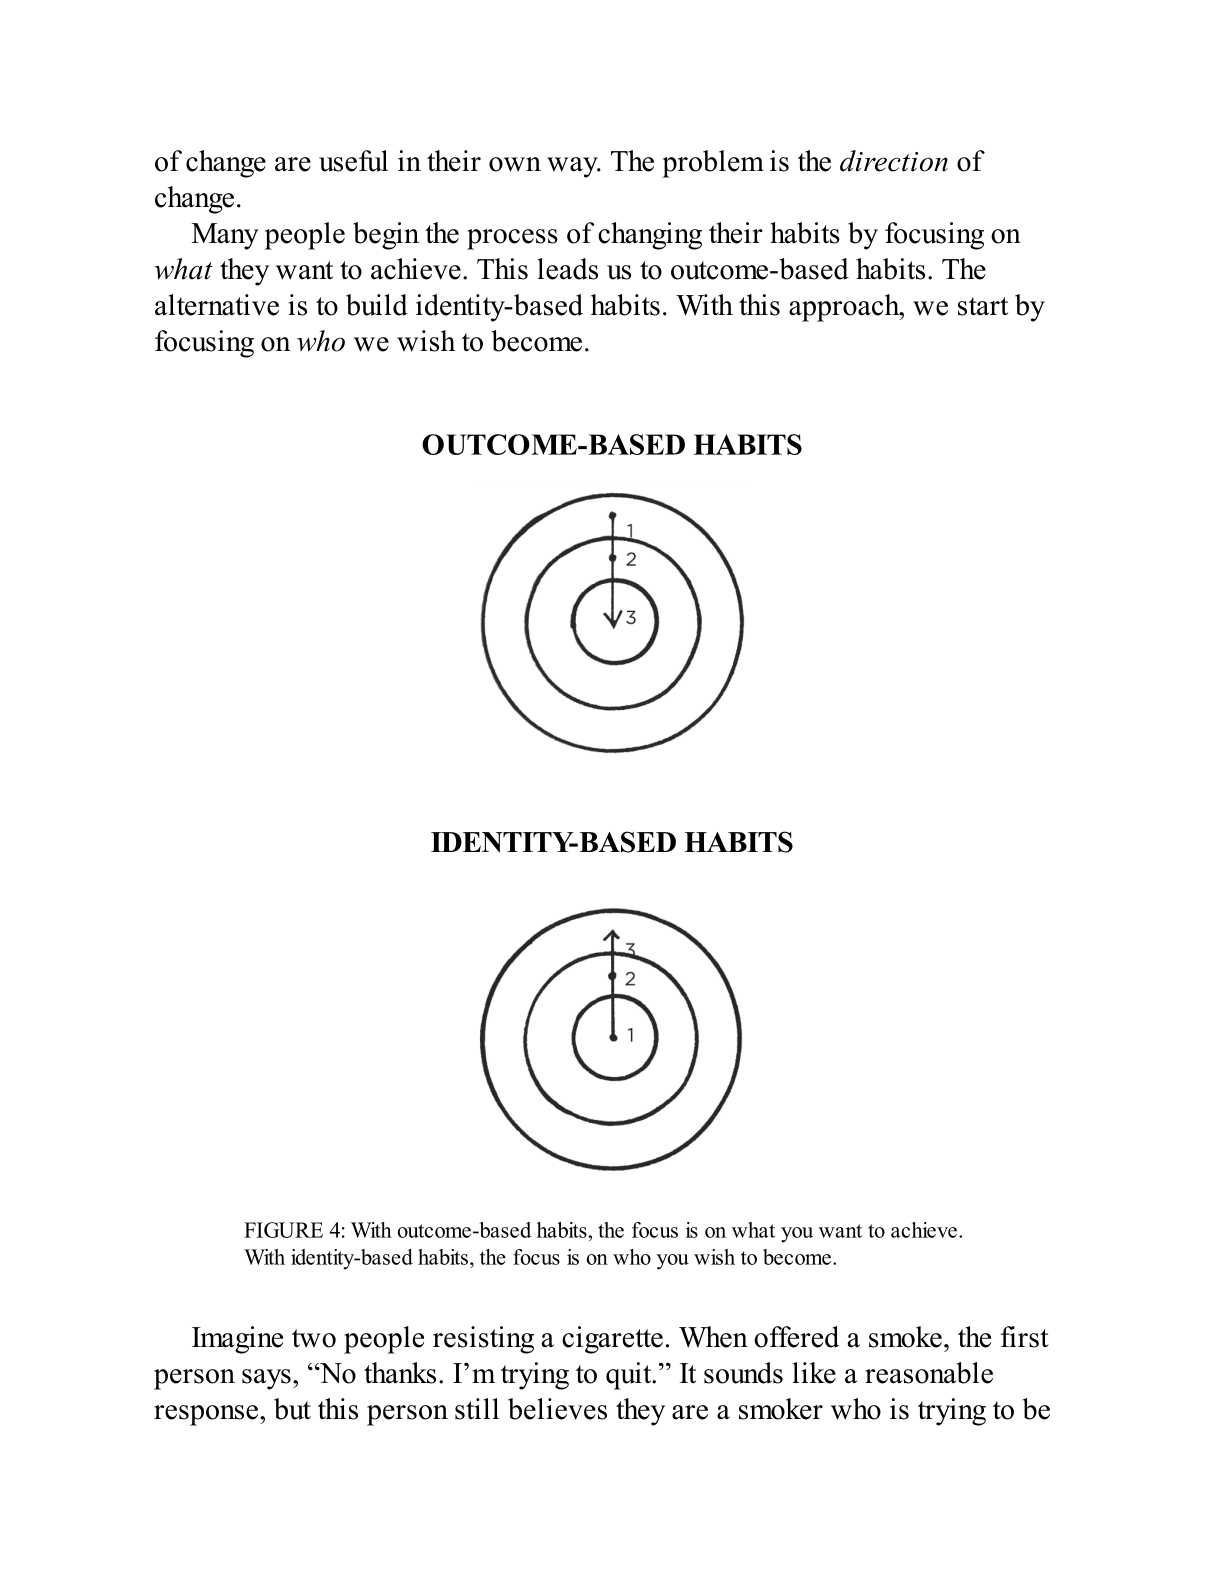 of change are useful in their own way. The problem is the direction of
change.
Many people begin the process of changing their habits by focusing on
what they want to achieve. This leads us to outcome-based habits. The
alternative is to build identity-based habits. With this approach, we start by
focusing on who we wish to become.
OUTCOME-BASED HABITS
1
2
3
IDENTITY-BASED HABITS
3
2
1
FIGURE 4: With outcome-based habits, the focus is on what you want to achieve.
With identity-based habits, the focus is on who you wish to become.
Imagine two people resisting a cigarette. When offered a smoke, the first
person says, “No thanks. I’m trying to quit.” It sounds like a reasonable
response, but this person still believes they are a smoker who is trying to be